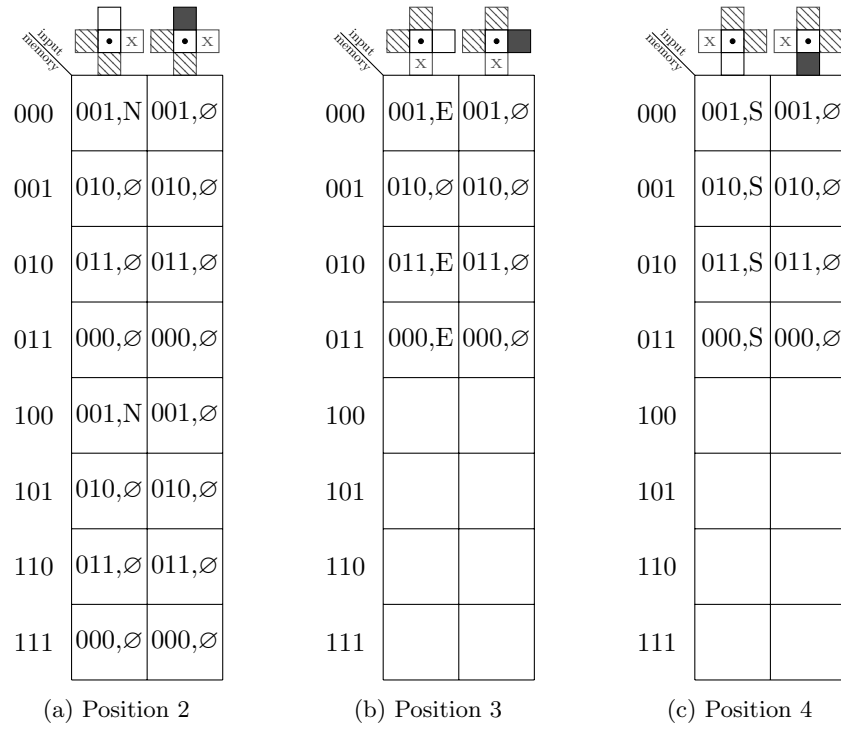 input memory x x
000 001,N 001,∅
001 010,∅ 010,∅
010 011,∅ 011,∅
011 000,∅ 000,∅
100 001,N 001,∅
101 010,∅ 010,∅
110 011,∅ 011,∅
111 000,∅ 000,∅
(a) Position 2
input memory x x
000 001,E 001,∅
001 010,∅ 010,∅
010 011,E 011,∅
011 000,E 000,∅
100
101
110
111
(b) Position 3
input memory x x
000 001,S 001,∅
001 010,S 010,∅
010 011,S 011,∅
011 000,S 000,∅
100
101
110
111
(c) Position 4